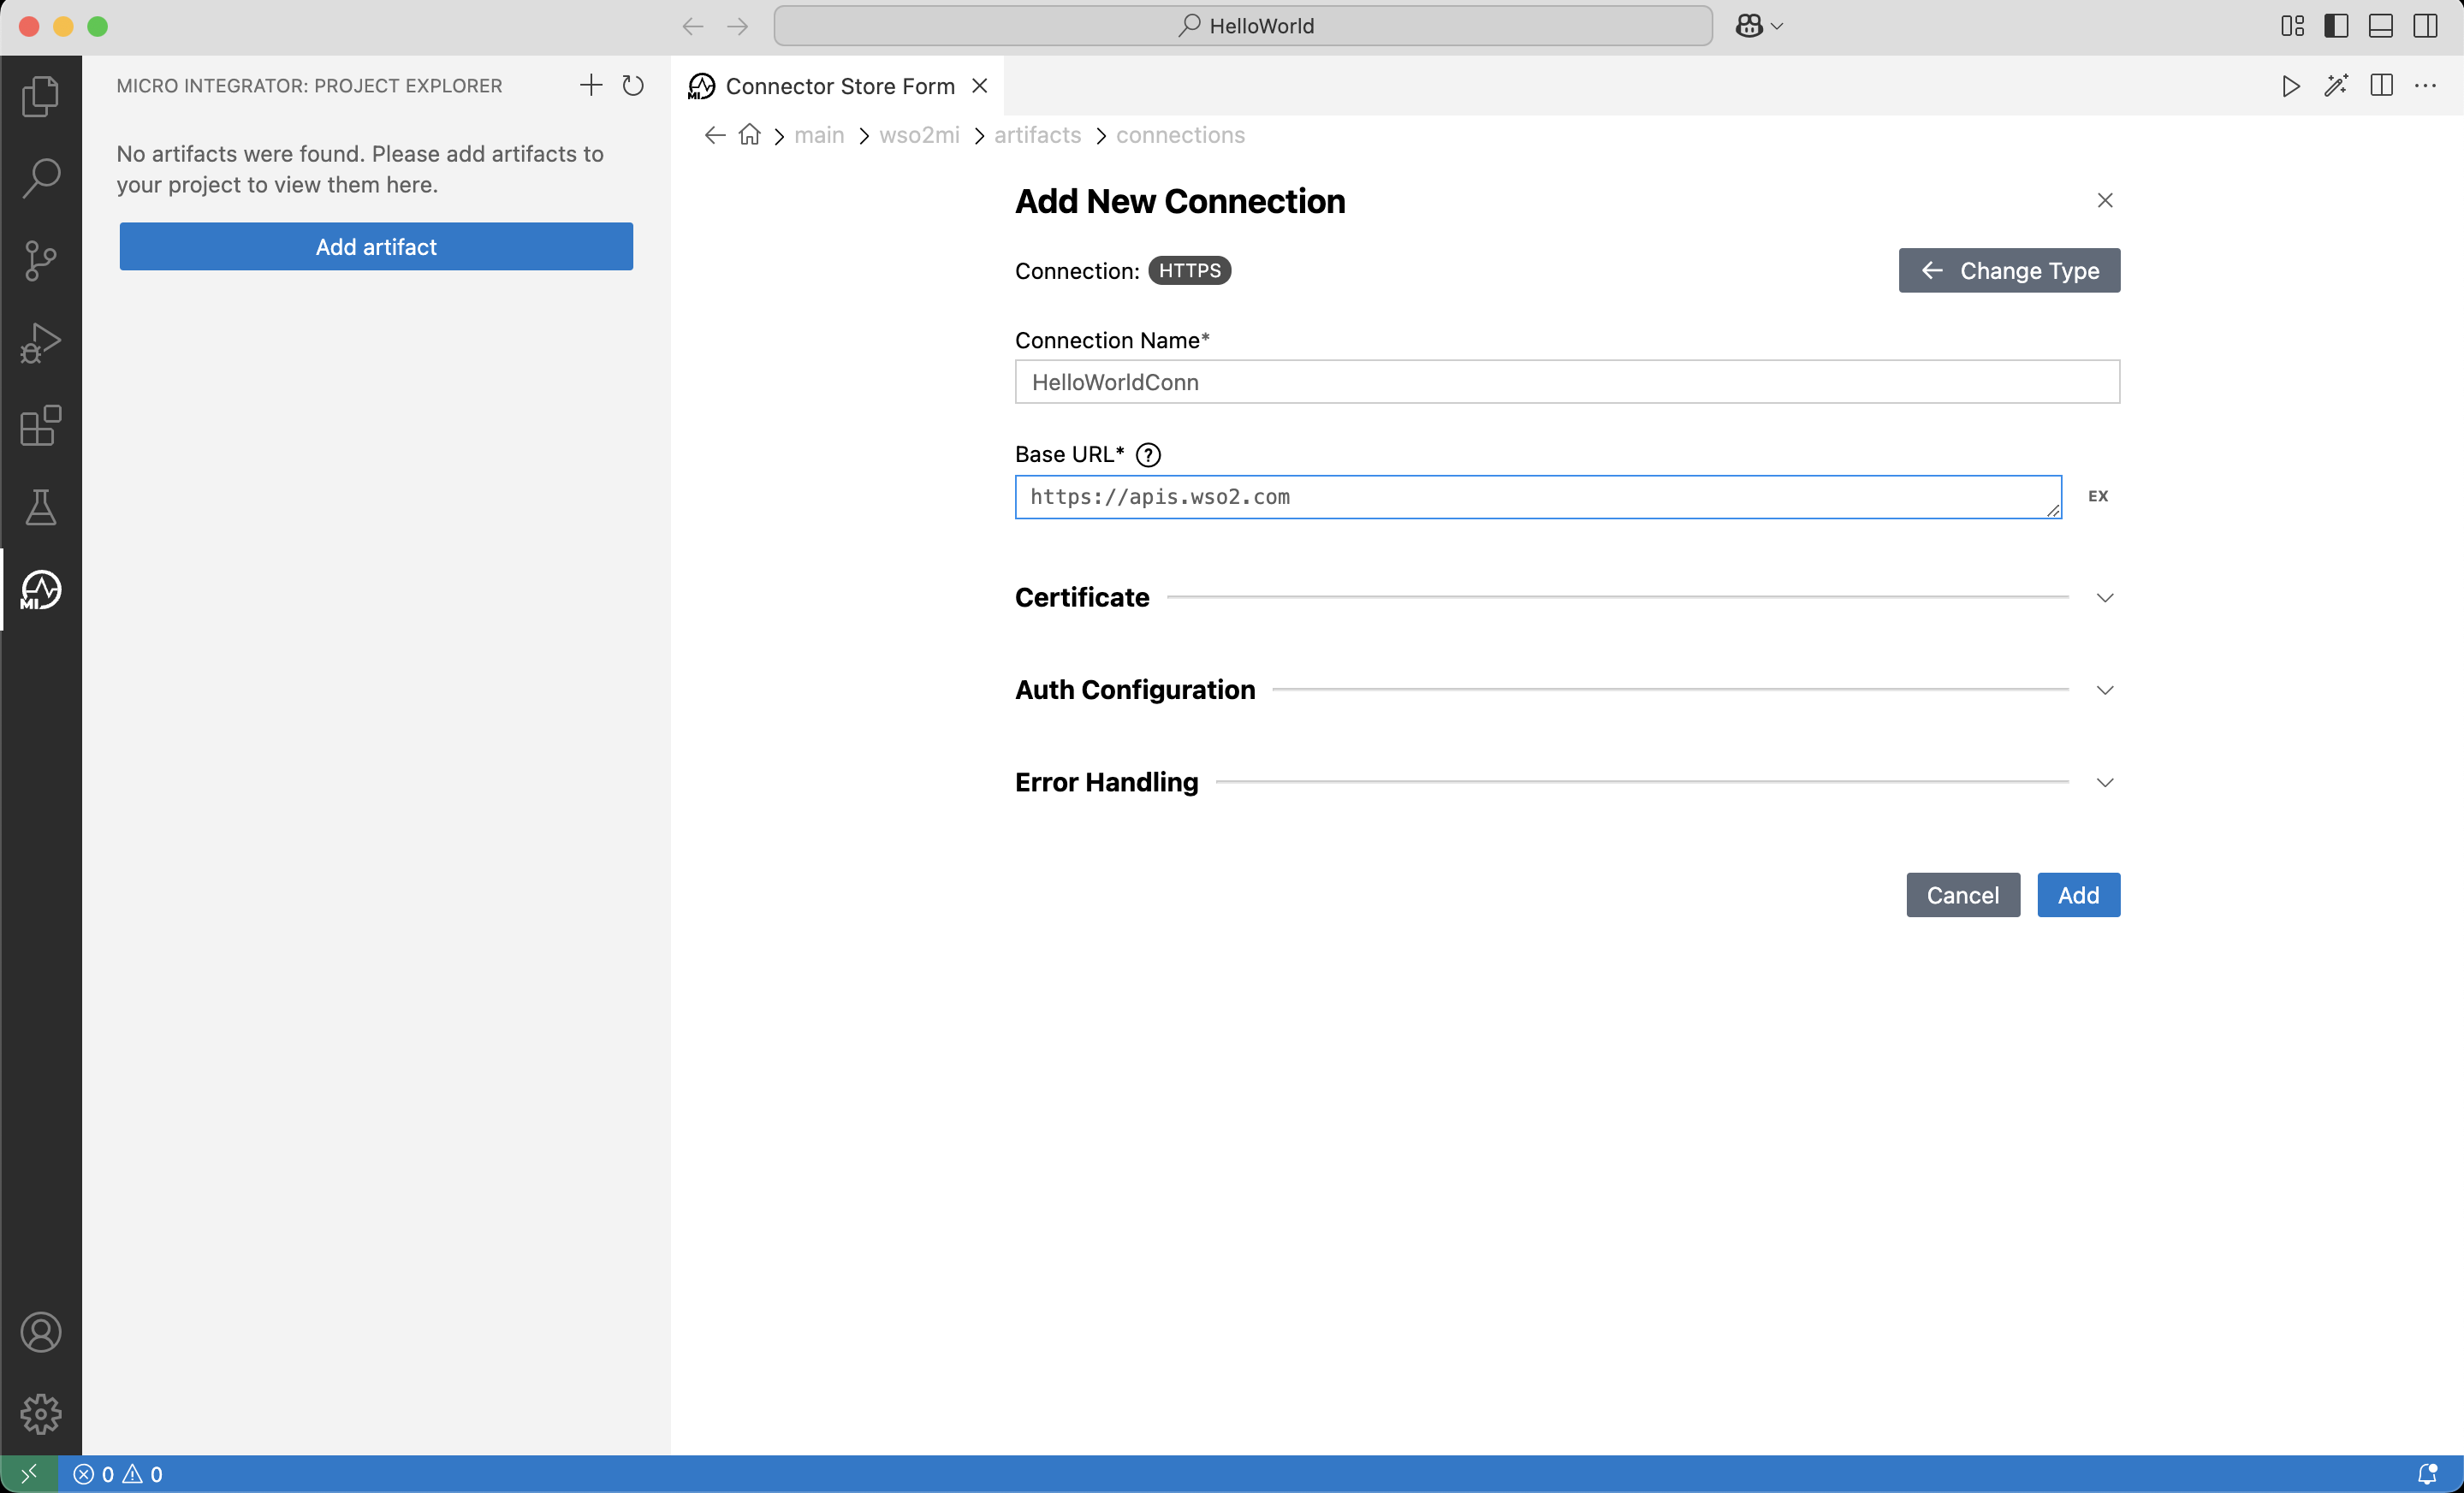 HelloWorld
MICRO INTEGRATOR: PROJECT EXPLORER
No artifacts were found. Please add artifacts to
your project to view them here.
Add artifact
MI
Connector Store Form
main > wso2mi > artifacts > connections
Add New Connection
Connection: HTTPS
Change Type
Connection Name*
HelloWorldConn
Base URL* ?
https://apis.wso2.com
EX
Certificate
Auth Configuration
Error Handling
Cancel
Add
MI
0 0